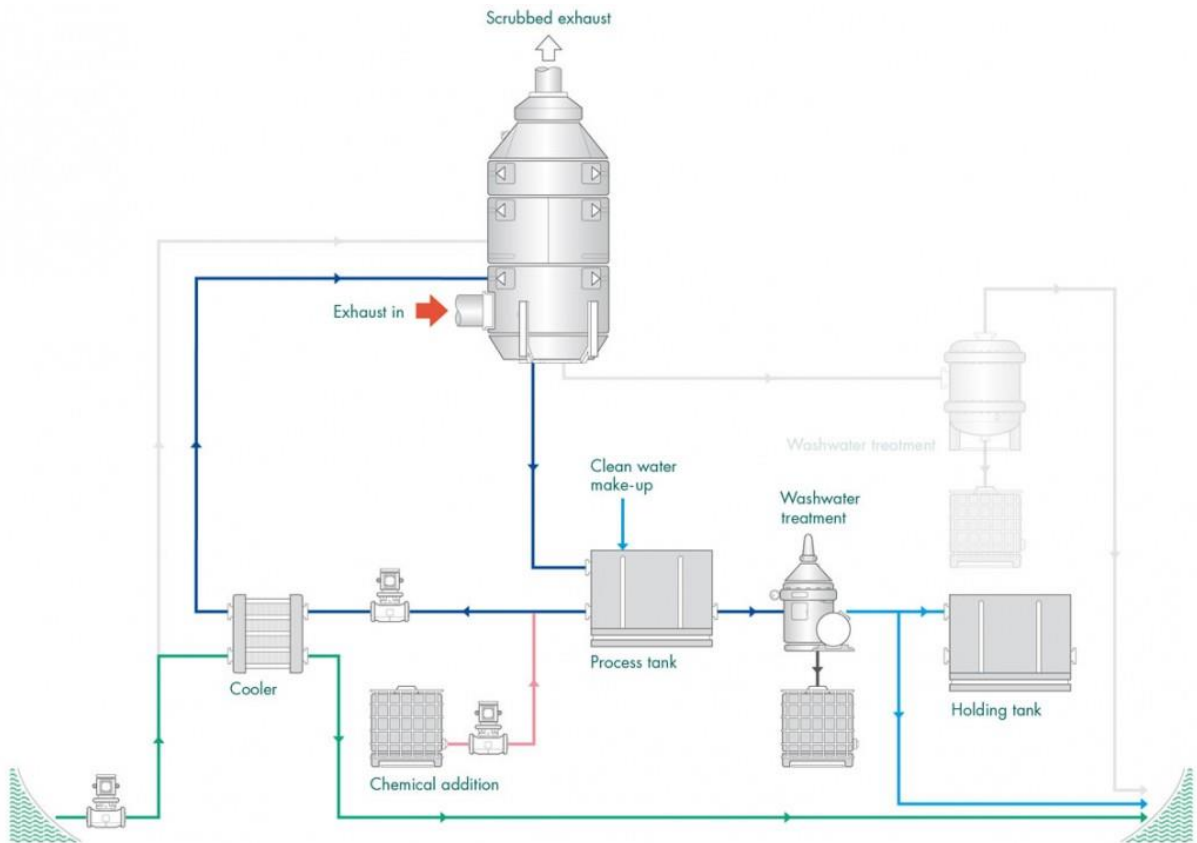 Scrubbed exhaust
Exhaust in
Washwater treatment
Clean water
make-up
Washwater
treatment
Process tank
Cooler
Holding tank
Chemical addition